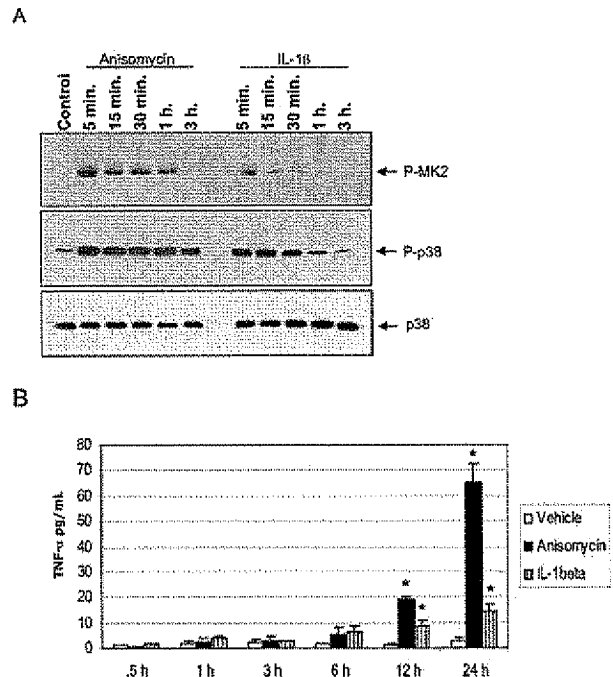 A
Anisomycin IL-1ß
Control 5 min. 15 min. 30 min. 1 h. 3 h. 5 min. 15 min. 30 min. 1 h. 3 h.
P-MK2
P-p38
p38
B
80
70
60
50
40
30
20
10
0
TNF-α pg/ml.
* * * *
.5 h 1 h 3 h 6 h 12 h 24 h
Vehicle
Anisomycin
IL-1beta